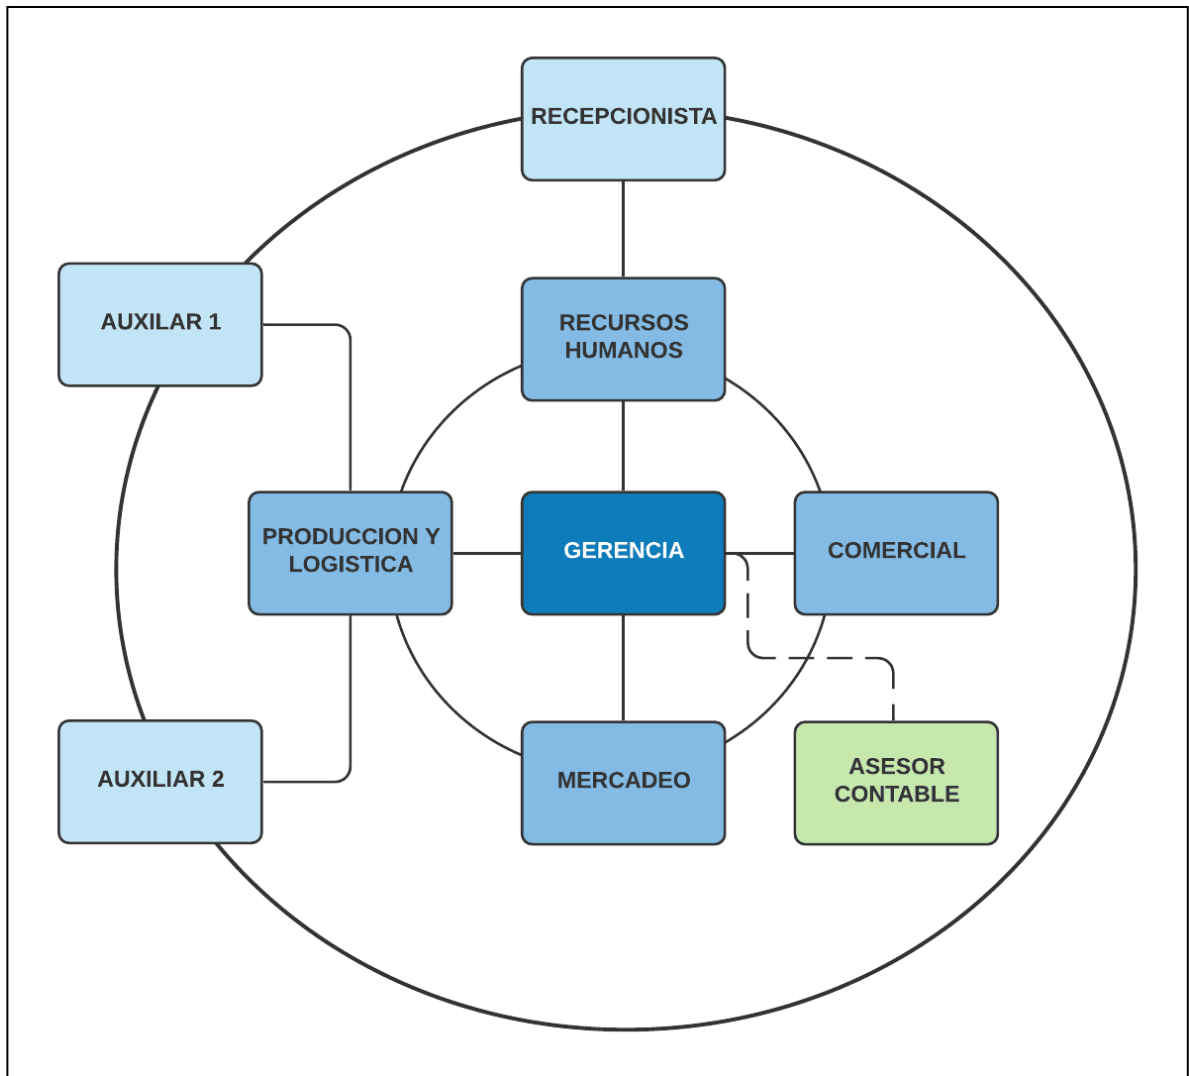 RECEPCIONISTA
AUXILAR 1
RECURSOS
HUMANOS
PRODUCCION Y
LOGISTICA
GERENCIA
COMERCIAL
AUXILIAR 2
MERCADEO
ASESOR
CONTABLE